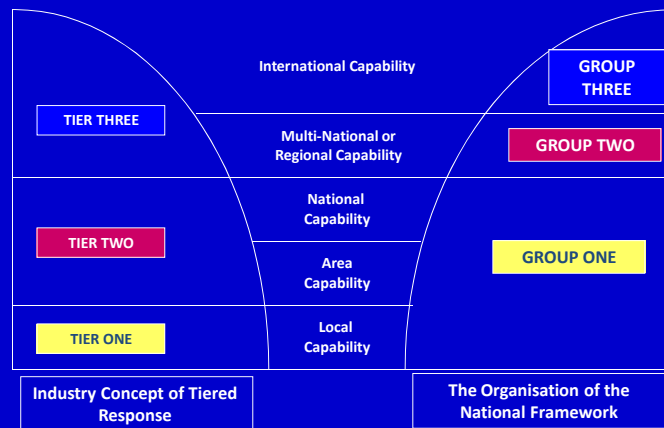 International Capability
GROUP
THREE
TIER THREE
Multi-National or
Regional Capability
GROUP TWO
National
Capability
TIER TWO
Area
Capability
GROUP ONE
TIER ONE
Local
Capability
Industry Concept of Tiered
Response
The Organisation of the
National Framework